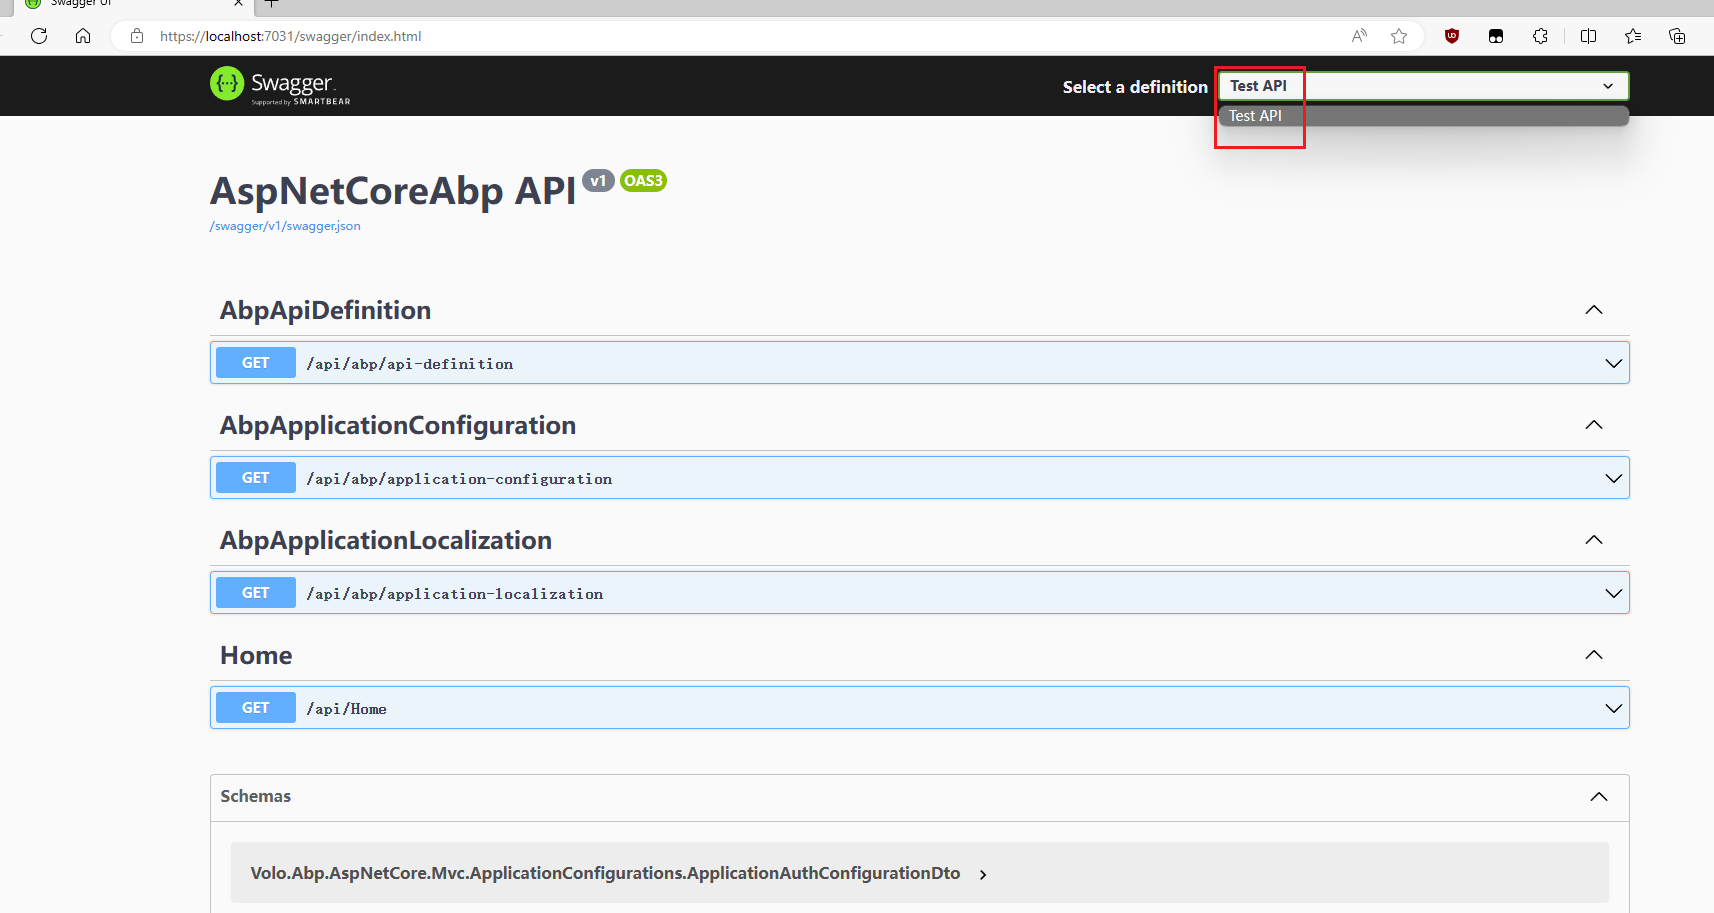 Swagger UI
https://localhost:7031/swagger/index.html
Swagger.
Supported by SMARTBEAR
Select a definition
Test API
Test API
AspNetCoreAbp API v1 OAS3
/swagger/v1/swagger.json
AbpApiDefinition
GET /api/abp/api-definition
AbpApplicationConfiguration
GET /api/abp/application-configuration
AbpApplicationLocalization
GET /api/abp/application-localization
Home
GET /api/Home
Schemas
Volo.Abp.AspNetCore.Mvc.ApplicationConfigurations.ApplicationAuthConfigurationDto